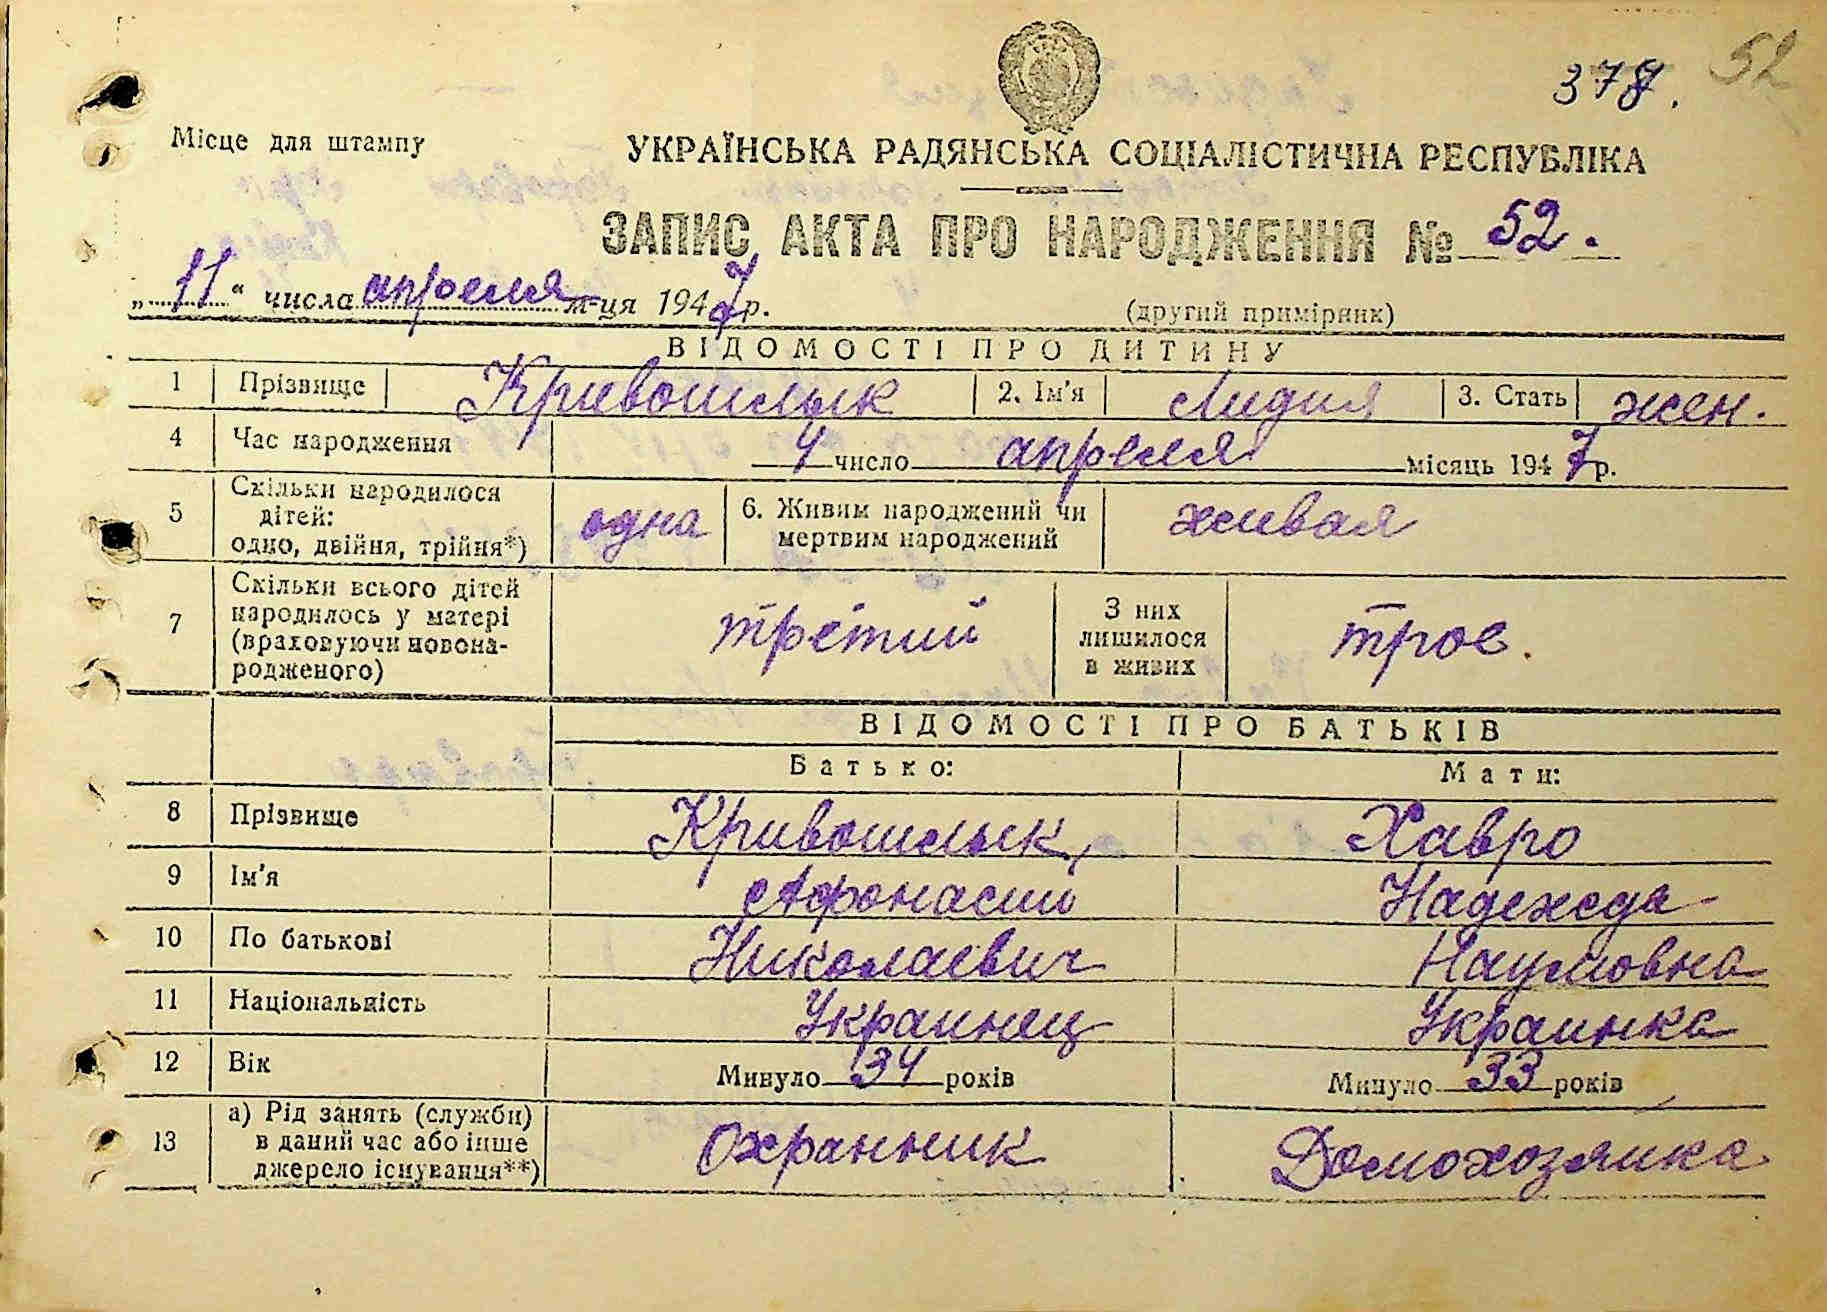 52
378.
Місце для штампу
УКРАЇНСЬКА РАДЯНСЬКА СОЦІАЛІСТИЧНА РЕСПУБЛІКА
ЗАПИС АКТА ПРО НАРОДЖЕННЯ № 52.
„11“ числа апреля м-ця 1947 р.
(другий примірник)
ВІДОМОСТІ ПРО ДИТИНУ
1 Прізвище Кривошлык 2. Ім'я Лидия 3. Стать жен.
4 Час народження 4 число апреля місяць 1947 р.
5 Скільки народилося дітей: одно, двійня, трійня*) одна 6. Живим народжений чи мертвим народжений живая
7 Скільки всього дітей народилось у матері (враховуючи новонародженого) третий З них лишилося в живих трое.
ВІДОМОСТІ ПРО БАТЬКІВ
Батько: Мати:
8 Прізвище Кривошлык Хавро
9 Ім'я Афонасий Надежда
10 По батькові Николаевич Наумовна
11 Національність Украинец Украинка
12 Вік Минуло 34 років Минуло 33 років
13 а) Рід занять (служби) в даний час або інше джерело існування**) Охранник Домохозяйка